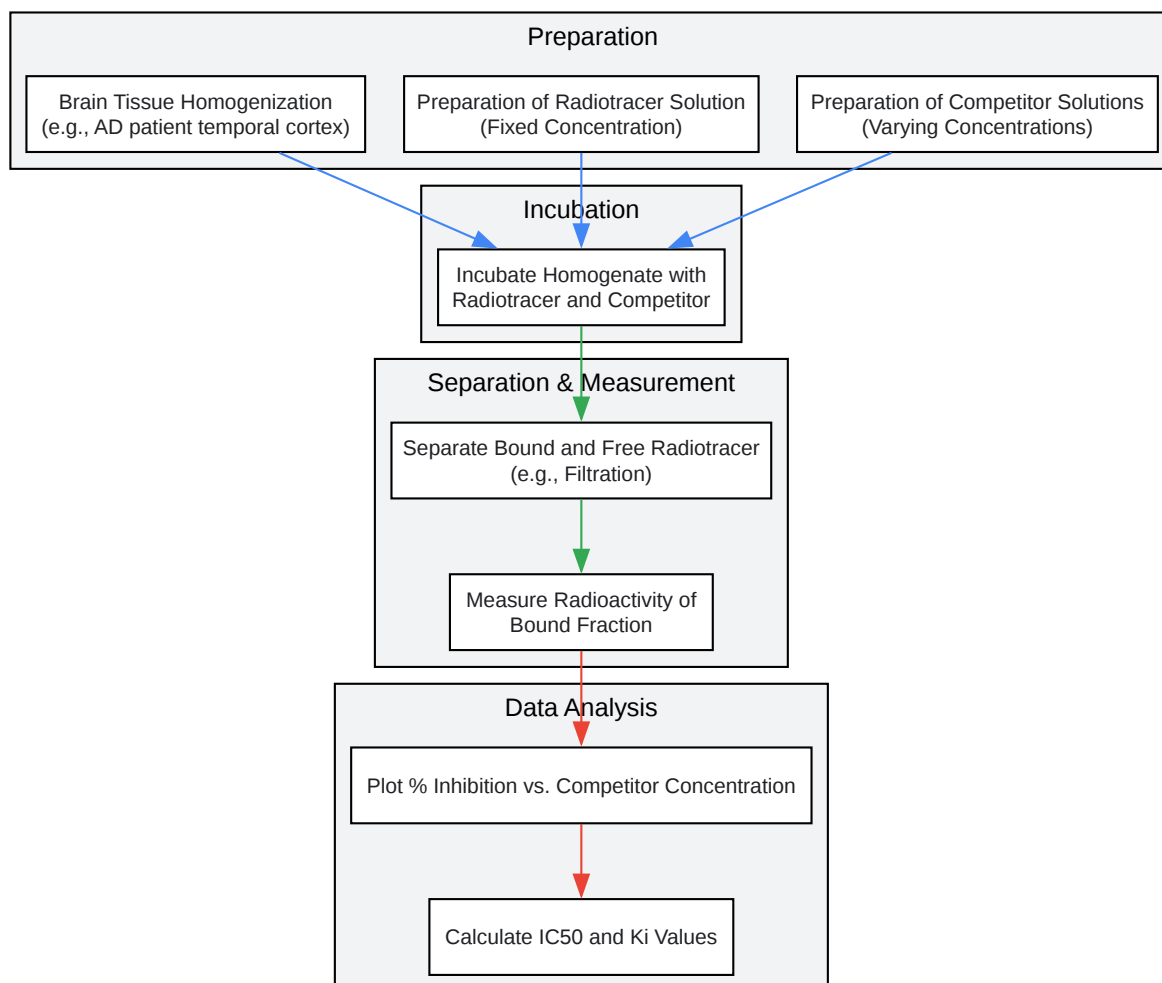 Preparation
Brain Tissue Homogenization
(e.g., AD patient temporal cortex)
Preparation of Radiotracer Solution
(Fixed Concentration)
Preparation of Competitor Solutions
(Varying Concentrations)
Incubation
Incubate Homogenate with
Radiotracer and Competitor
Separation & Measurement
Separate Bound and Free Radiotracer
(e.g., Filtration)
Measure Radioactivity of
Bound Fraction
Data Analysis
Plot % Inhibition vs. Competitor Concentration
Calculate IC50 and Ki Values